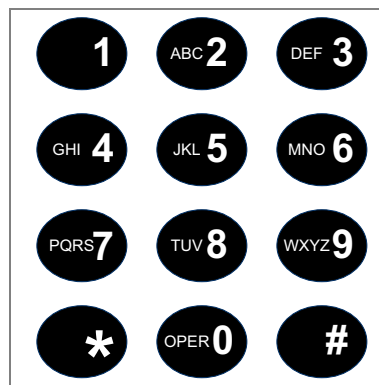 1 ABC 2 DEF 3
GHI 4 JKL 5 MNO 6
PQRS 7 TUV 8 WXYZ 9
* OPER 0 #